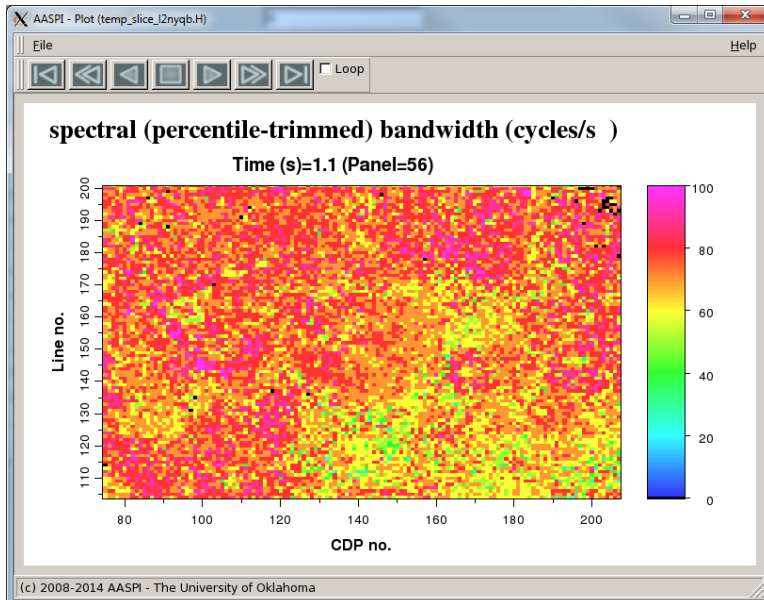 AASPI - Plot (temp_slice_l2nyqb.H)
File
Help
Loop
spectral (percentile-trimmed) bandwidth (cycles/s )
Time (s)=1.1 (Panel=56)
200
190
180
170
160
150
140
130
120
110
Line no.
80 100 120 140 160 180 200
CDP no.
100
80
60
40
20
0
(c) 2008-2014 AASPI - The University of Oklahoma